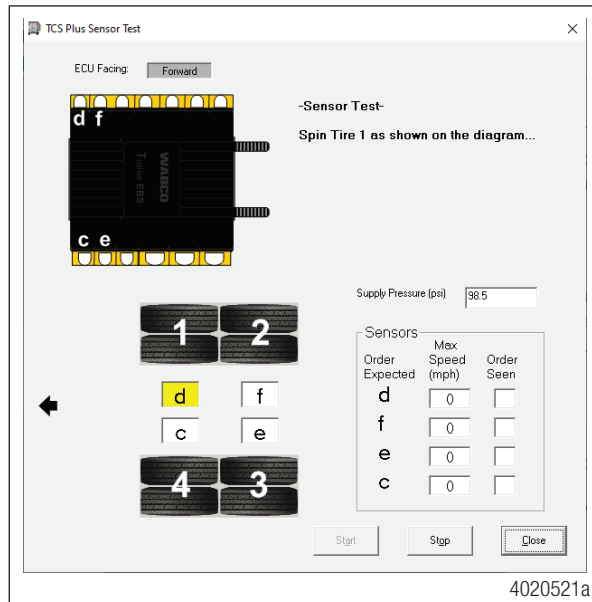 TCS Plus Sensor Test
ECU Facing: Forward
d f
WABCO
Trailer EBS
c e
-Sensor Test-
Spin Tire 1 as shown on the diagram...
Supply Pressure (psi) 98.5
1 2
d f
c e
4 3
Sensors
Order Expected Max Speed (mph) Order Seen
d 0
f 0
e 0
c 0
Start Stop Close
4020521a